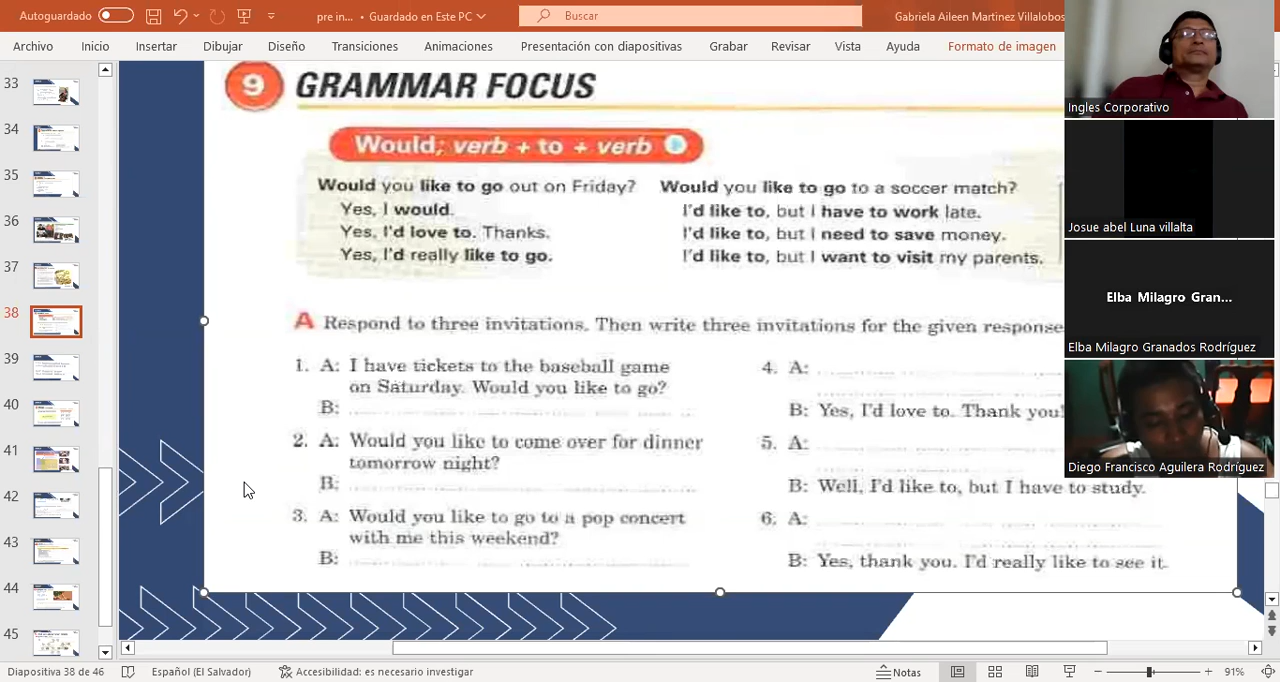 Autoguardado
pre in... • Guardado en Este PC
Buscar
Gabriela Aileen Martinez Villalobos
Archivo Inicio Insertar Dibujar Diseño Transiciones Animaciones Presentación con diapositivas Grabar Revisar Vista Ayuda Formato de imagen
33
34
35
36
37
38
39
40
41
42
43
44
45
9 GRAMMAR FOCUS
Would; verb + to + verb
Would you like to go out on Friday?
Yes, I would.
Yes, I'd love to. Thanks.
Yes, I'd really like to go.
Would you like to go to a soccer match?
I'd like to, but I have to work late.
I'd like to, but I need to save money.
I'd like to, but I want to visit my parents.
A Respond to three invitations. Then write three invitations for the given response
1. A: I have tickets to the baseball game
on Saturday. Would you like to go?
B:
2. A: Would you like to come over for dinner
tomorrow night?
B:
3. A: Would you like to go to a pop concert
with me this weekend?
B:
4. A:
B: Yes, I'd love to. Thank you!
5. A:
B: Well, I'd like to, but I have to study.
6. A:
B: Yes, thank you. I'd really like to see it.
Ingles Corporativo
Josue abel Luna villalta
Elba Milagro Gran...
Elba Milagro Granados Rodríguez
Diego Francisco Aguilera Rodriguez
Diapositiva 38 de 46
Español (El Salvador)
Accesibilidad: es necesario investigar
Notas
91%